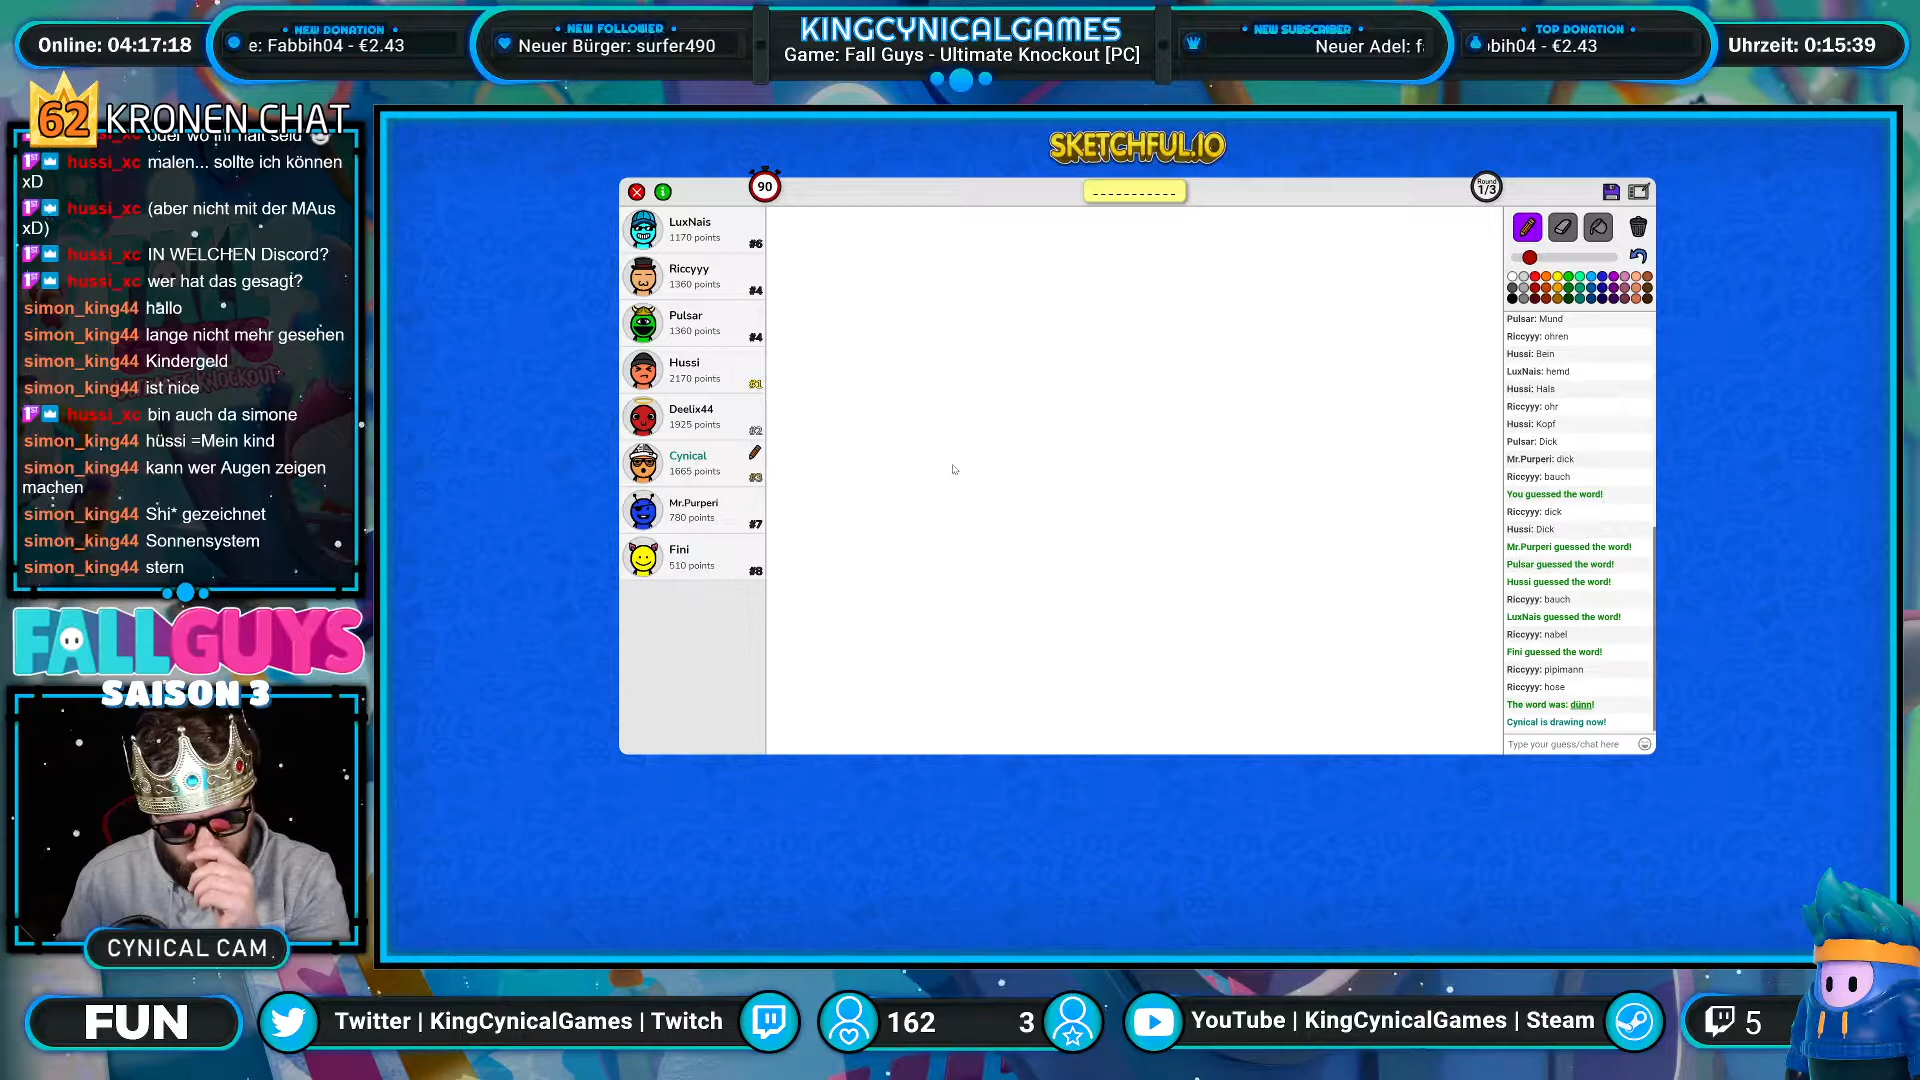 Online: 04:17:18
NEW DONATION
e: Fabbih04 - €2.43
NEW FOLLOWER
Neuer Bürger: surfer490
KINGCYNICALGAMES
Game: Fall Guys - Ultimate Knockout [PC]
NEW SUBSCRIBER
Neuer Adel: f
TOP DONATION
bih04 - €2.43
Uhrzeit: 0:15:39
62 KRONEN CHAT
oder wo ihr halt seid
hussi_xc malen... sollte ich können
xD
hussi_xc (aber nicht mit der MAus
xD)
hussi_xc IN WELCHEN Discord?
hussi_xc wer hat das gesagt?
simon_king44 hallo
simon_king44 lange nicht mehr gesehen
simon_king44 Kindergeld
simon_king44 ist nice
hussi_xc bin auch da simone
simon_king44 hüssi =Mein kind
simon_king44 kann wer Augen zeigen
machen
simon_king44 Shi* gezeichnet
simon_king44 Sonnensystem
simon_king44 stern
FALL GUYS
SAISON 3
CYNICAL CAM
SKETCHFUL.IO
90
___________
Round
1/3
LuxNais
1170 points
#6
Riccyyy
1360 points
#4
Pulsar
1360 points
#4
Hussi
2170 points
#1
Deelix44
1925 points
#2
Cynical
1665 points
#3
Mr.Purperi
780 points
#7
Fini
510 points
#8
Pulsar: Mund
Riccyyy: ohren
Hussi: Bein
LuxNais: hemd
Hussi: Hals
Riccyyy: ohr
Hussi: Kopf
Pulsar: Dick
Mr.Purperi: dick
Riccyyy: bauch
You guessed the word!
Riccyyy: dick
Hussi: Dick
Mr.Purperi guessed the word!
Pulsar guessed the word!
Hussi guessed the word!
Riccyyy: bauch
LuxNais guessed the word!
Riccyyy: nabel
Fini guessed the word!
Riccyyy: pipimann
Riccyyy: hose
The word was: dünn!
Cynical is drawing now!
Type your guess/chat here
FUN
Twitter | KingCynicalGames | Twitch
162
3
YouTube | KingCynicalGames | Steam
5